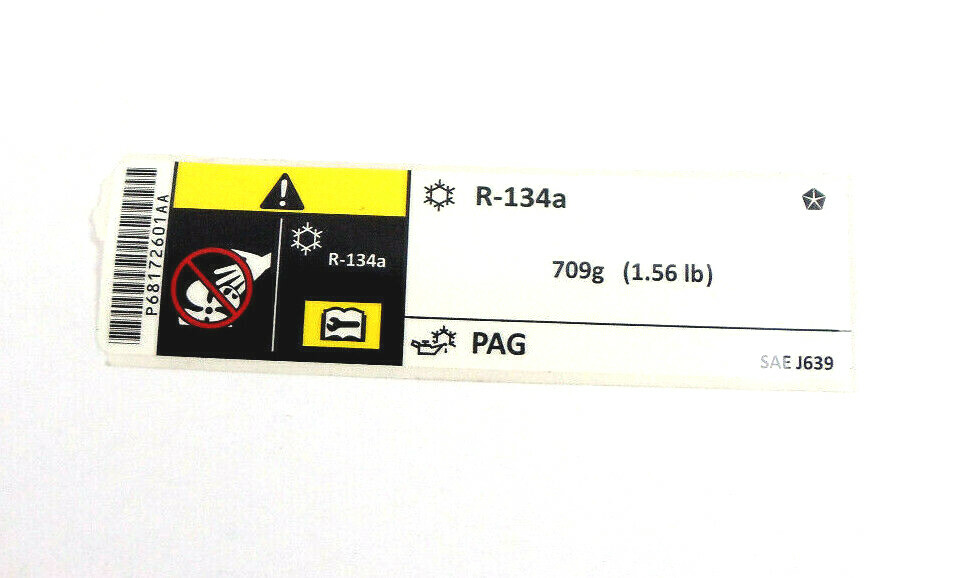 P68172601AA
R-134a
R-134a
709g (1.56 lb)
PAG
SAE J639